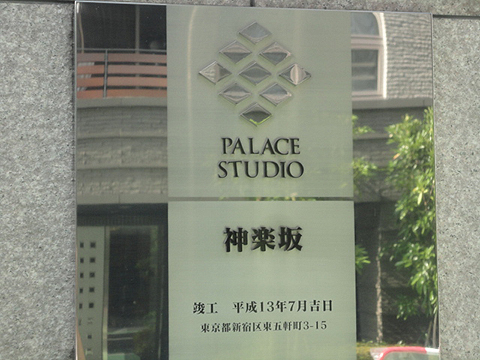 PALACE
STUDIO
神楽坂
竣工　平成13年7月吉日
東京都新宿区東五軒町3-15